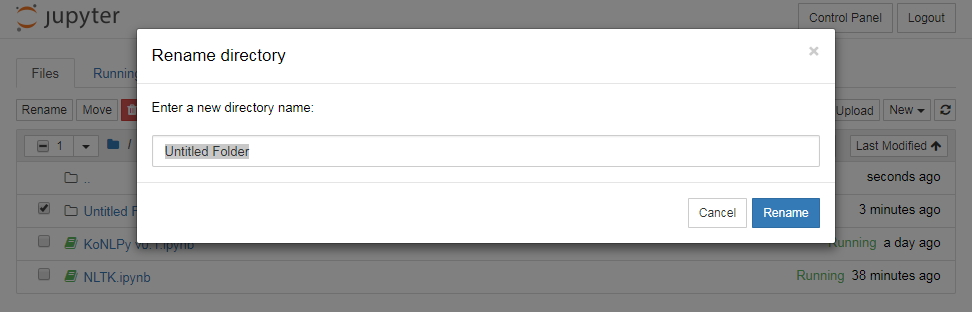 jupyter
Control Panel
Logout
Rename directory
×
Files
Running
Enter a new directory name:
Rename
Move
Upload
New
Untitled Folder
1
/
Last Modified
..
seconds ago
Cancel
Rename
Untitled F
3 minutes ago
KoNLPy v0.1.ipynb
Running a day ago
NLTK.ipynb
Running 38 minutes ago